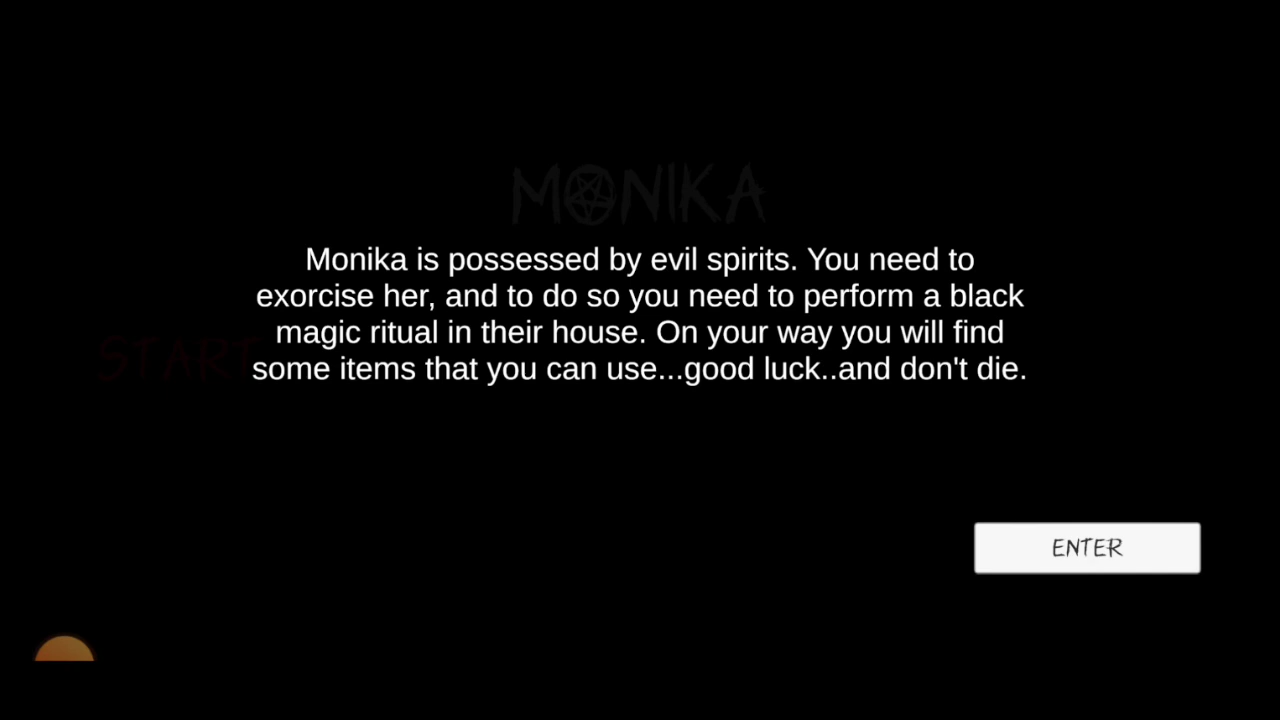 MONIKA
Monika is possessed by evil spirits. You need to
exorcise her, and to do so you need to perform a black
magic ritual in their house. On your way you will find
START
some items that you can use...good luck..and don't die.
ENTER